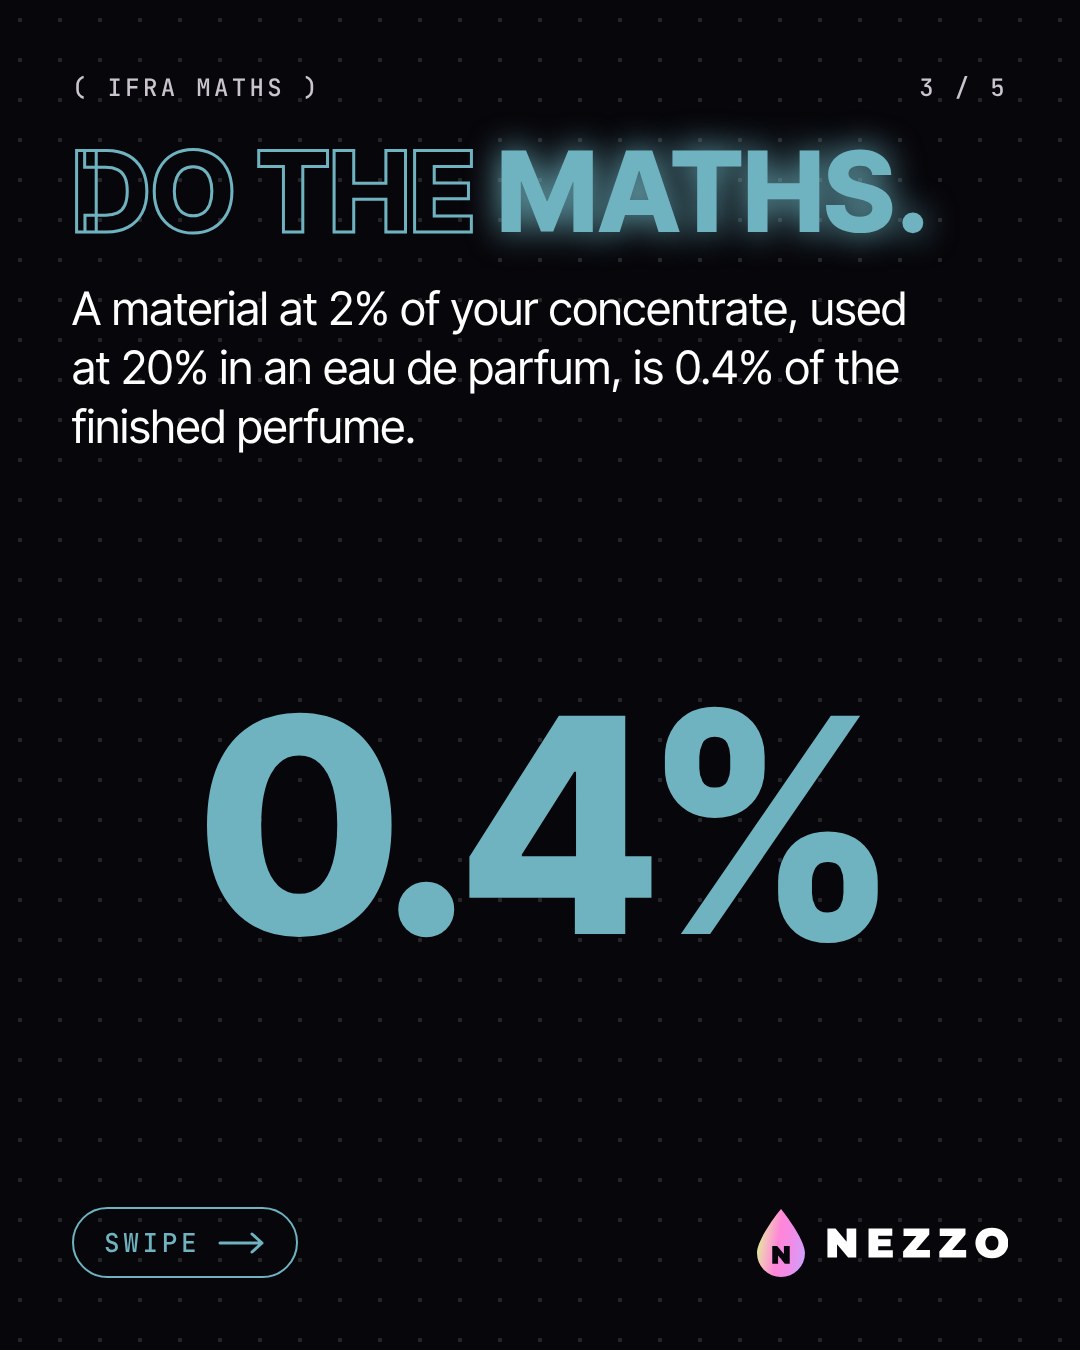 ( IFRA MATHS )
3 / 5
DO THE MATHS.
A material at 2% of your concentrate, used
at 20% in an eau de parfum, is 0.4% of the
finished perfume.
0.4%
SWIPE
N
NEZZO